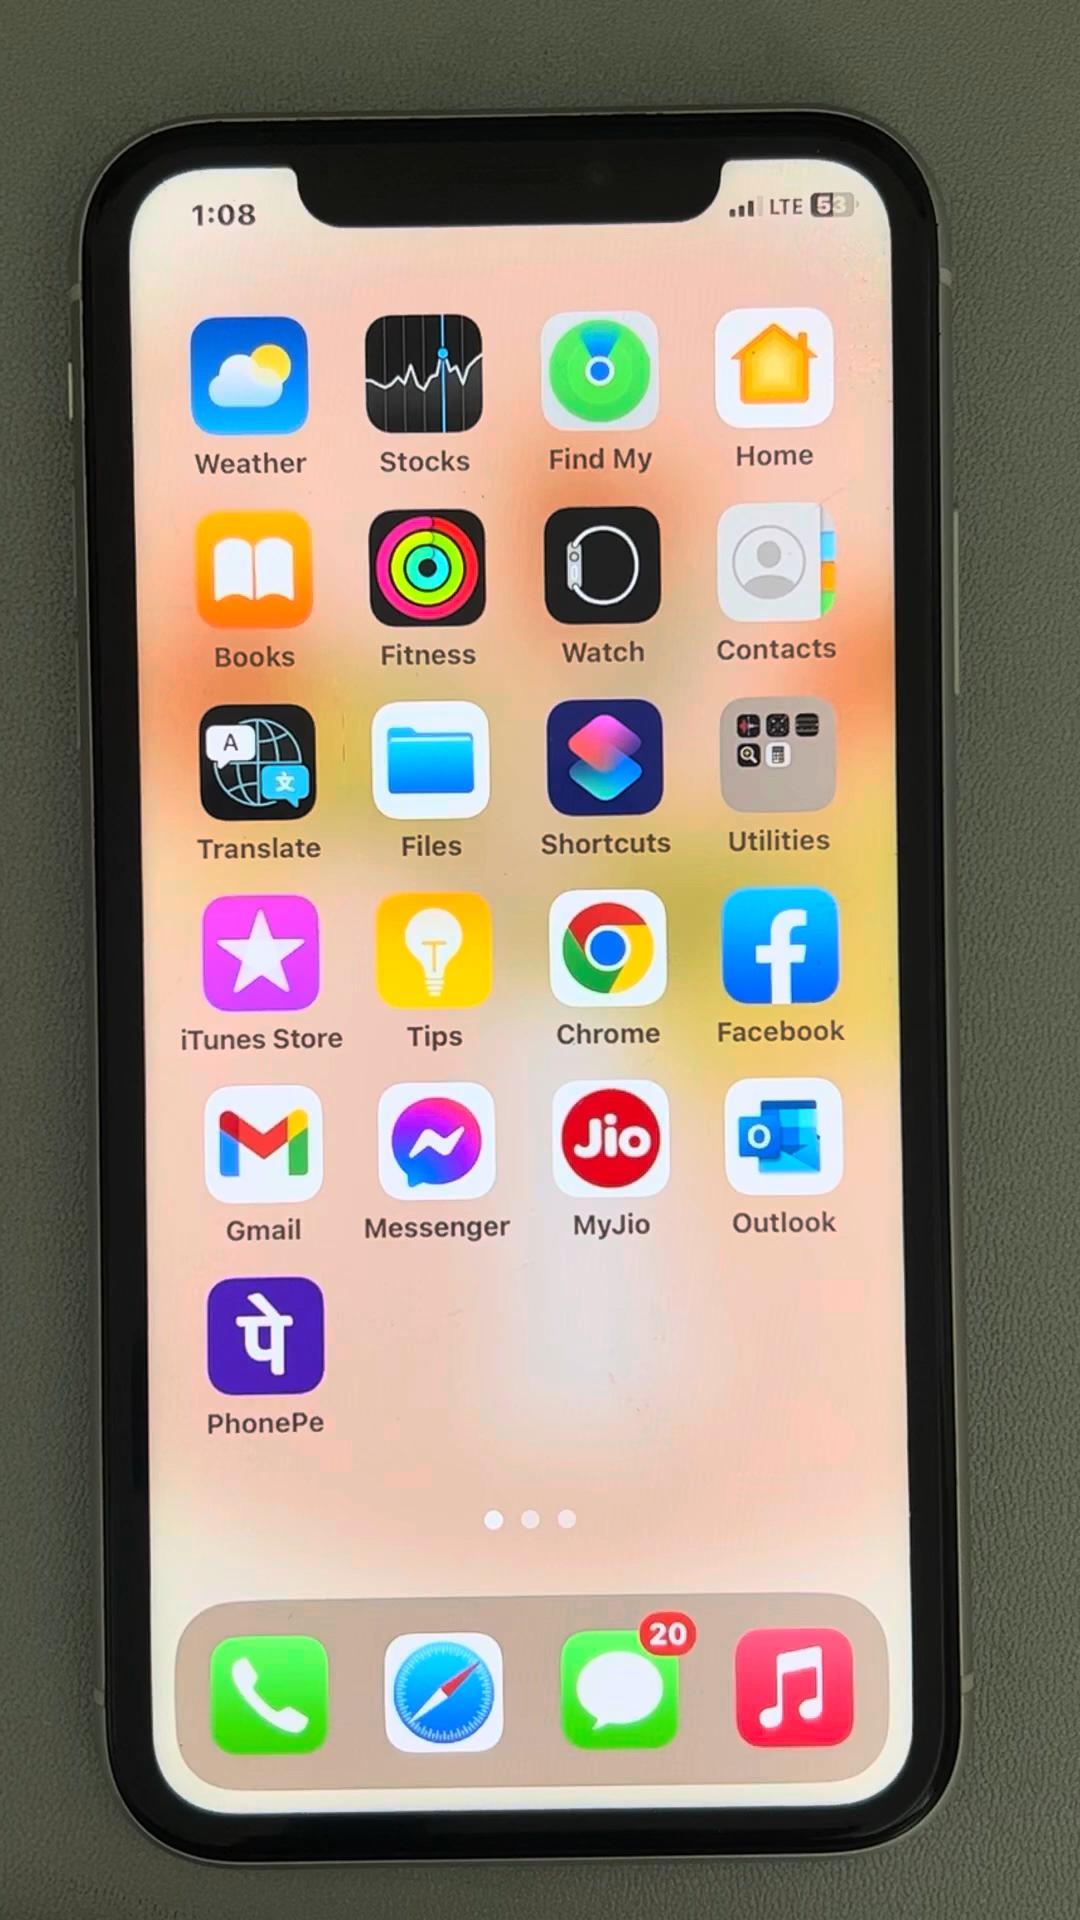 1:08 LTE 53
Weather Stocks Find My Home
Books Fitness Watch Contacts
A 文
Translate Files Shortcuts Utilities
iTunes Store Tips Chrome Facebook
Jio O
Gmail Messenger MyJio Outlook
पे
PhonePe
20